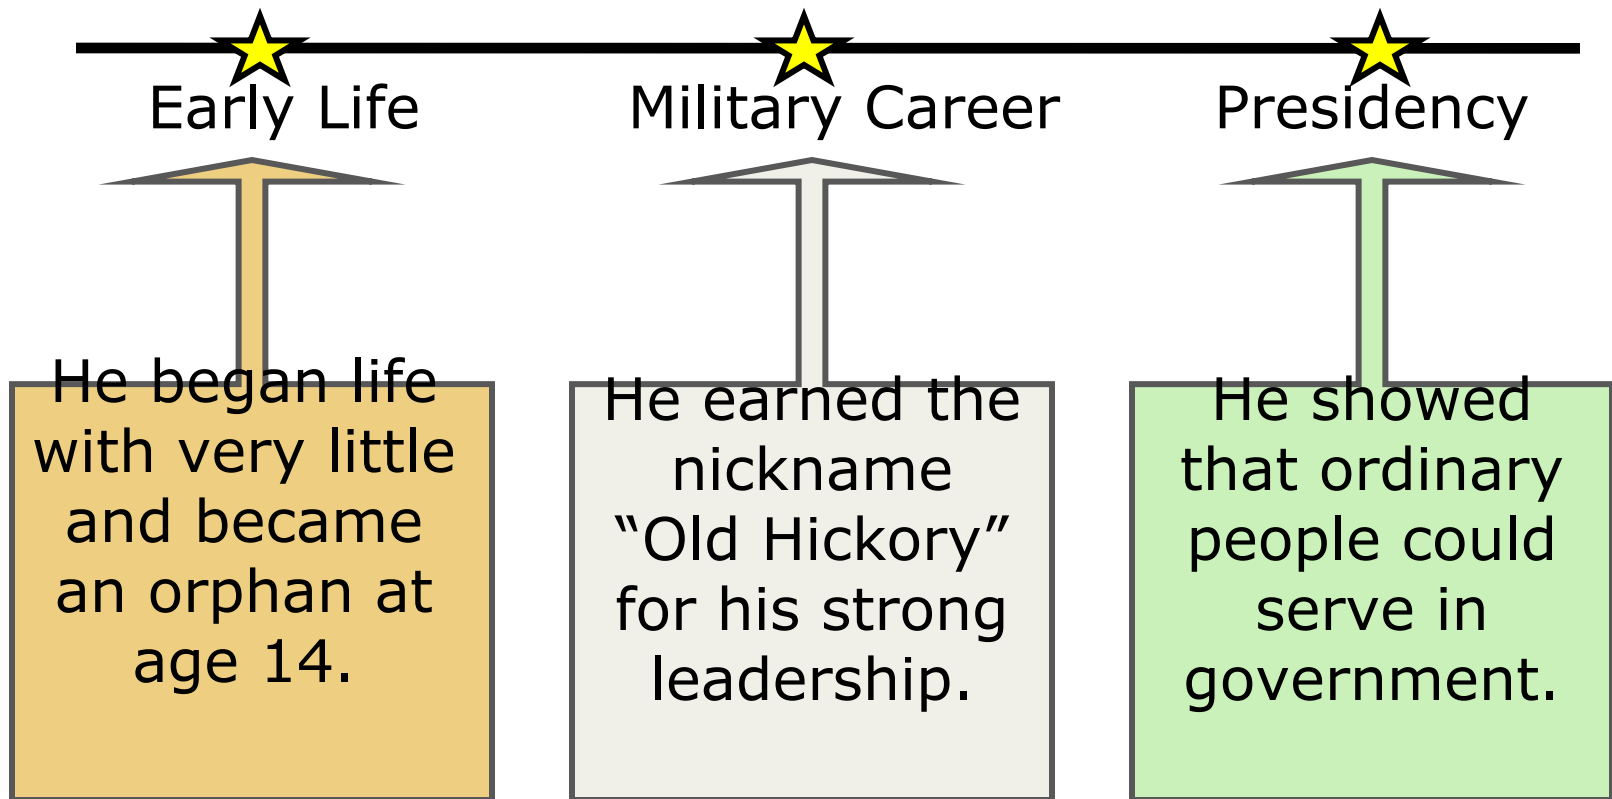 Early Life
Military Career
Presidency
He began life
with very little
and became
an orphan at
age 14.
He earned the
nickname
“Old Hickory”
for his strong
leadership.
He showed
that ordinary
people could
serve in
government.